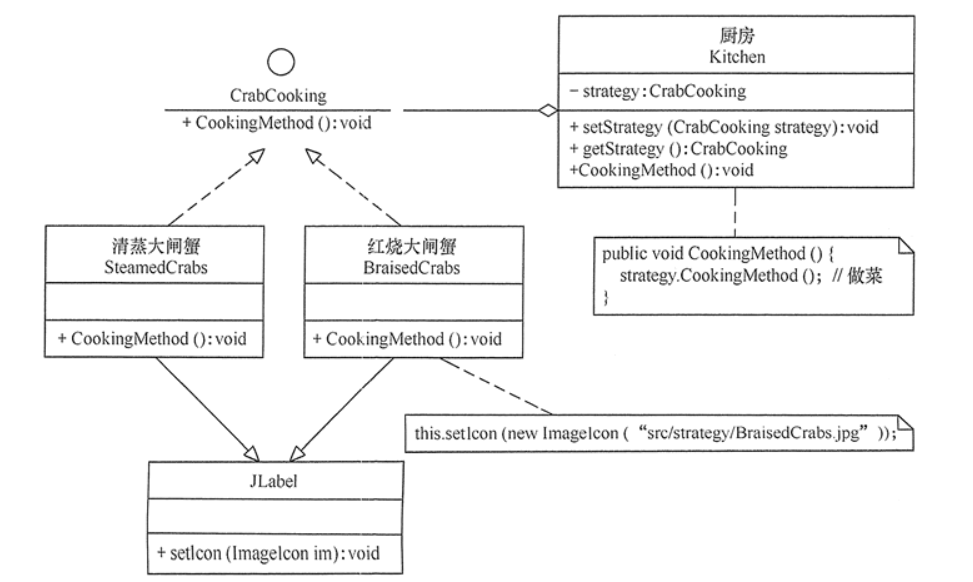 CrabCooking
+ CookingMethod ():void
厨房
Kitchen
- strategy:CrabCooking
+ setStrategy (CrabCooking strategy):void
+ getStrategy ():CrabCooking
+CookingMethod ():void
清蒸大闸蟹
SteamedCrabs
+ CookingMethod ():void
红烧大闸蟹
BraisedCrabs
+ CookingMethod ():void
public void CookingMethod () {
strategy.CookingMethod (); // 做菜
}
this.setIcon (new ImageIcon (“src/strategy/BraisedCrabs.jpg”));
JLabel
+ setIcon (ImageIcon im):void